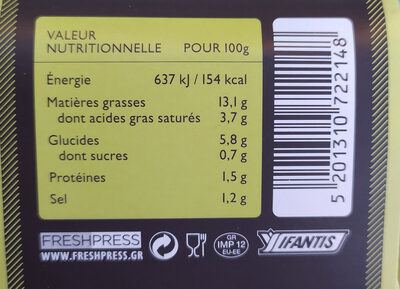 VALEUR
NUTRITIONNELLE POUR 100g
Énergie 637 kJ / 154 kcal
Matières grasses 13,1 g
dont acides gras saturés 3,7 g
Glucides 5,8 g
dont sucres 0,7 g
Protéines 1,5 g
Sel 1,2 g
5 201310 722148
FRESHPRESS
WWW.FRESHPRESS.GR
GR
IMP 12
EU-EE
IFANTIS